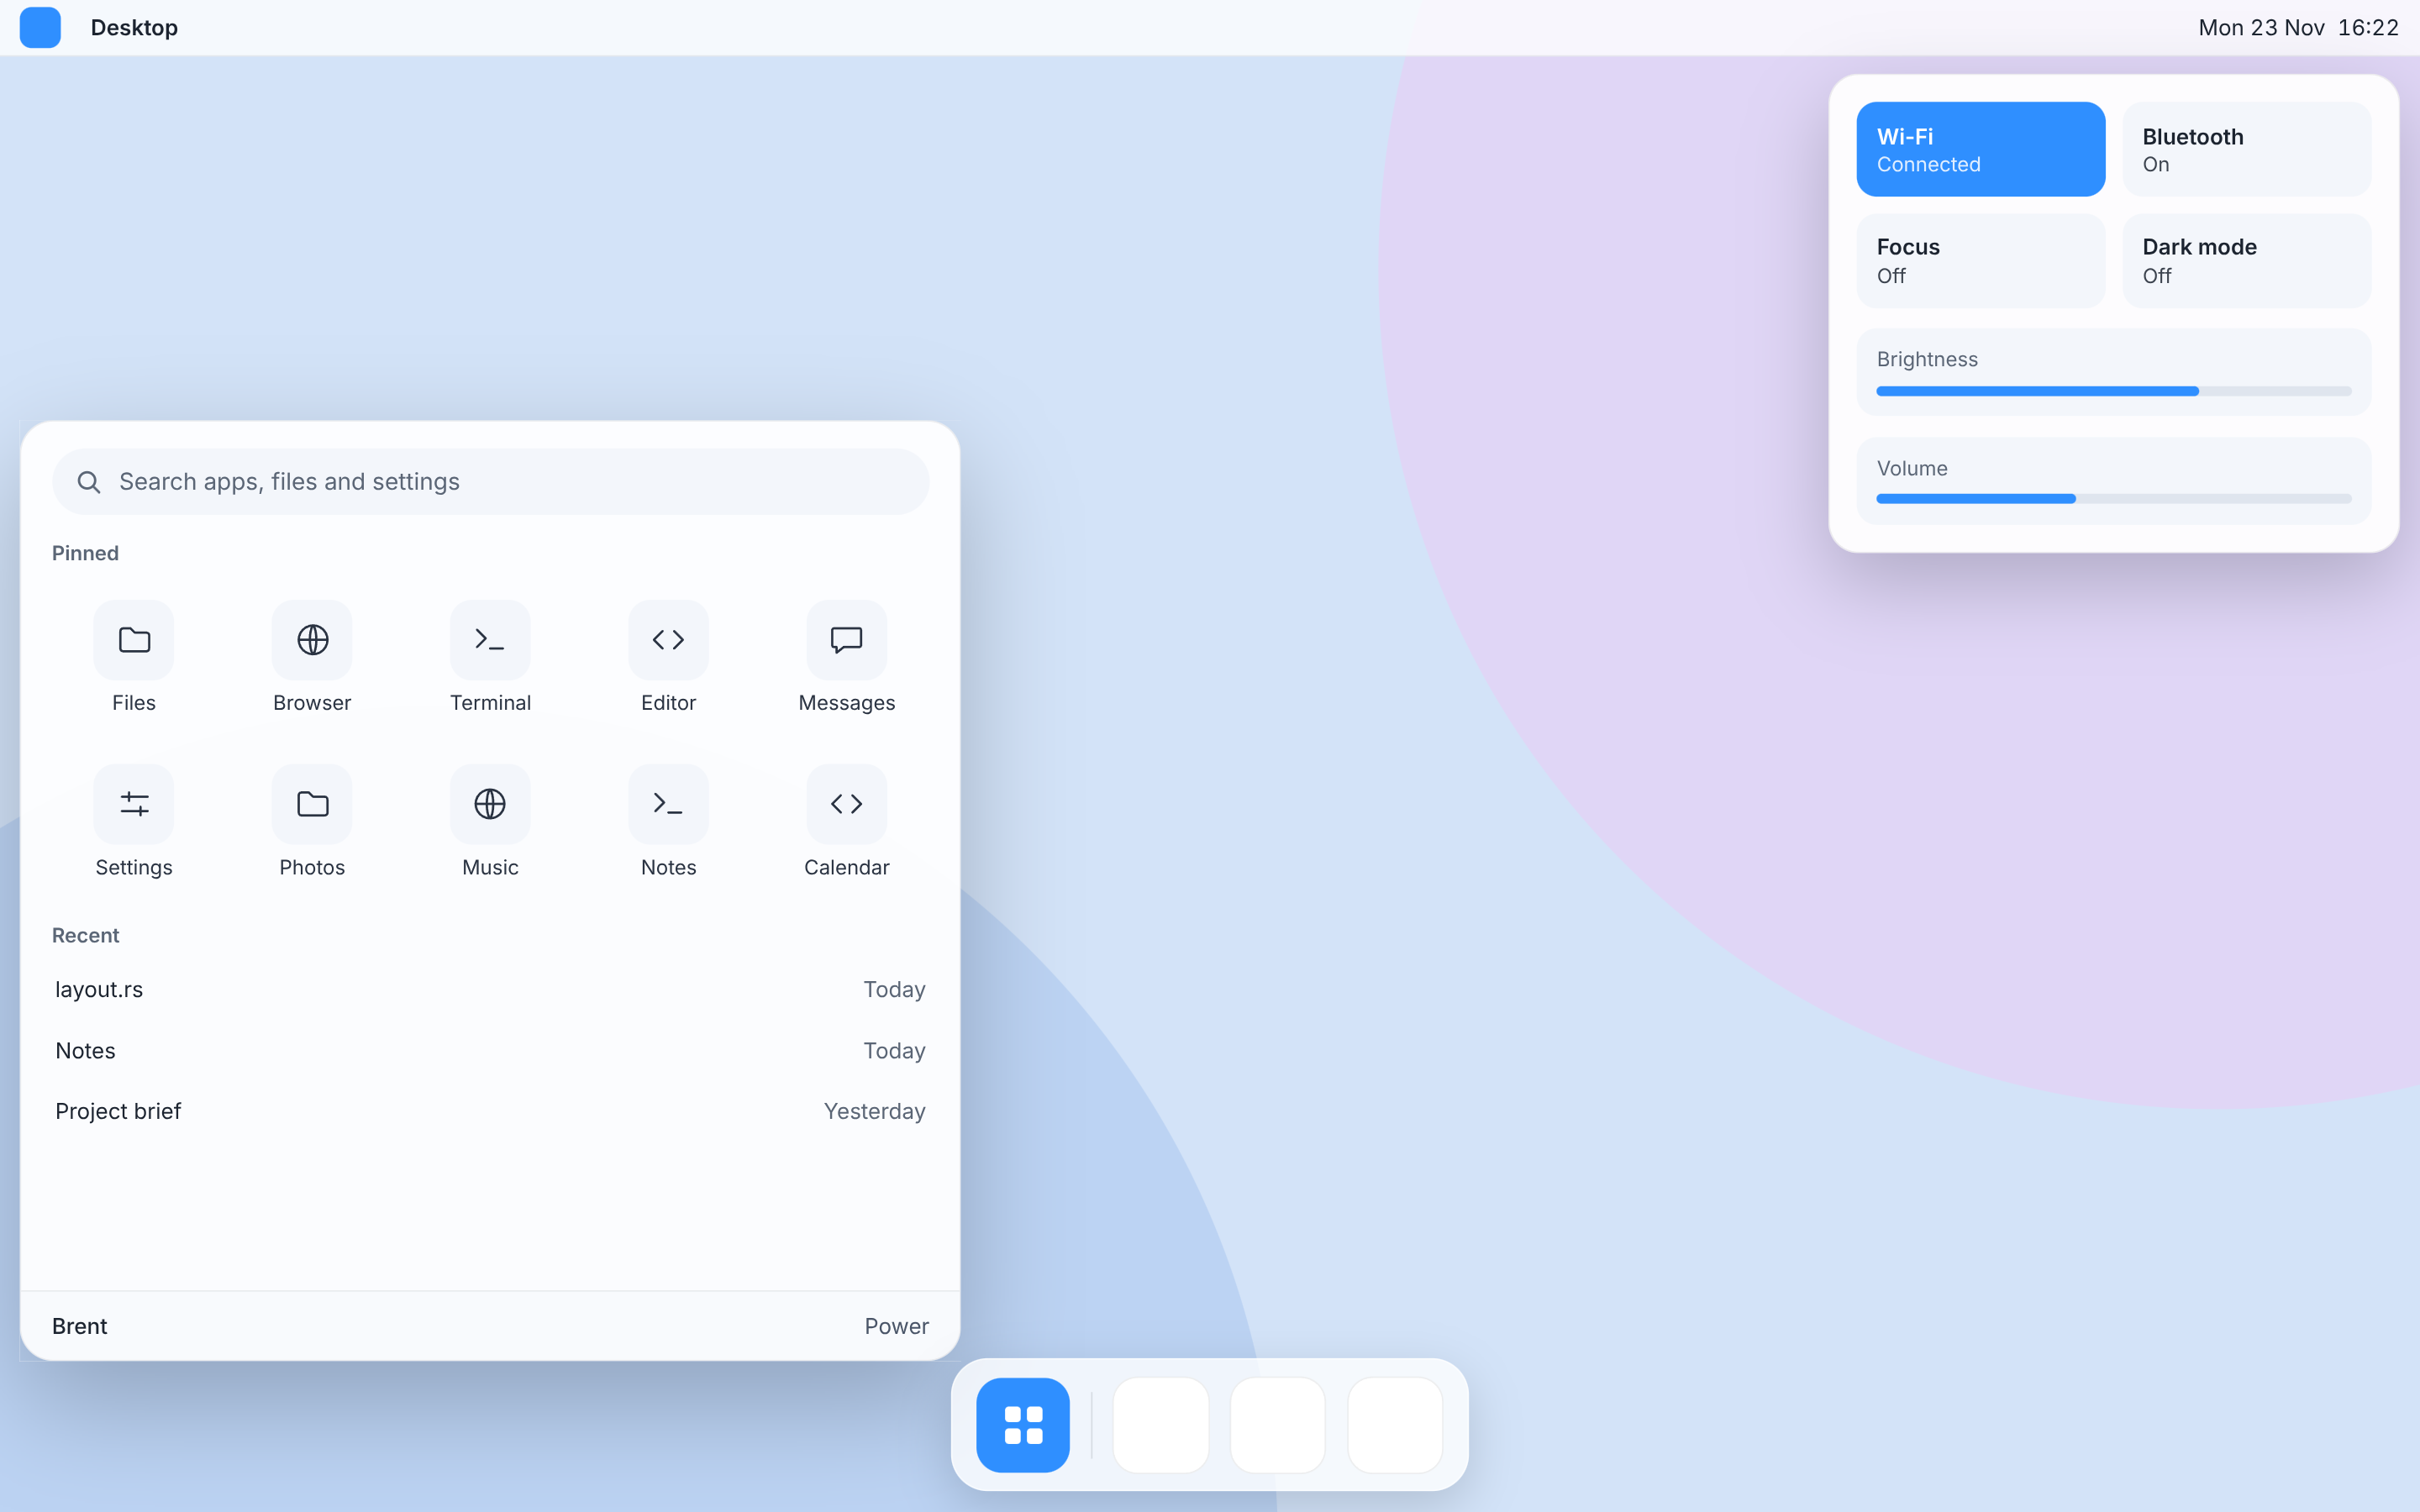 Desktop
Mon 23 Nov 16:22
Wi-Fi
Connected
Bluetooth
On
Focus
Off
Dark mode
Off
Brightness
Volume
Search apps, files and settings
Pinned
Files
Browser
Terminal
Editor
Messages
Settings
Photos
Music
Notes
Calendar
Recent
layout.rs Today
Notes Today
Project brief Yesterday
Brent Power